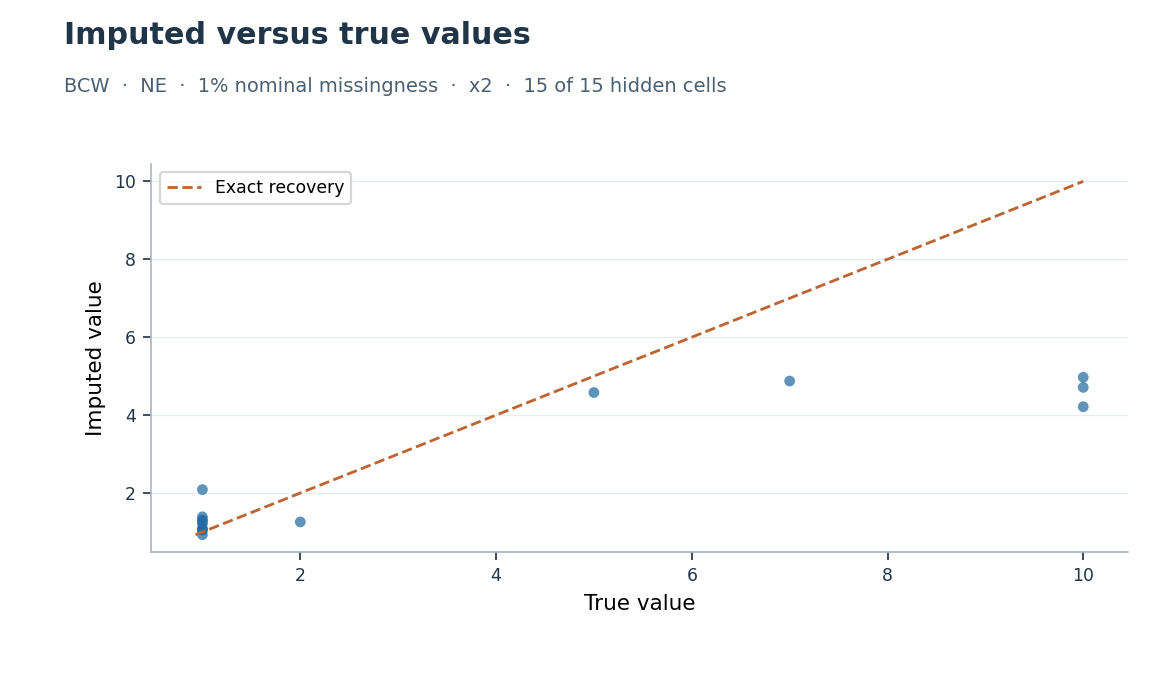 Imputed versus true values
BCW · NE · 1% nominal missingness · x2 · 15 of 15 hidden cells
Exact recovery
10
8
6
4
2
Imputed value
2
4
6
8
10
True value